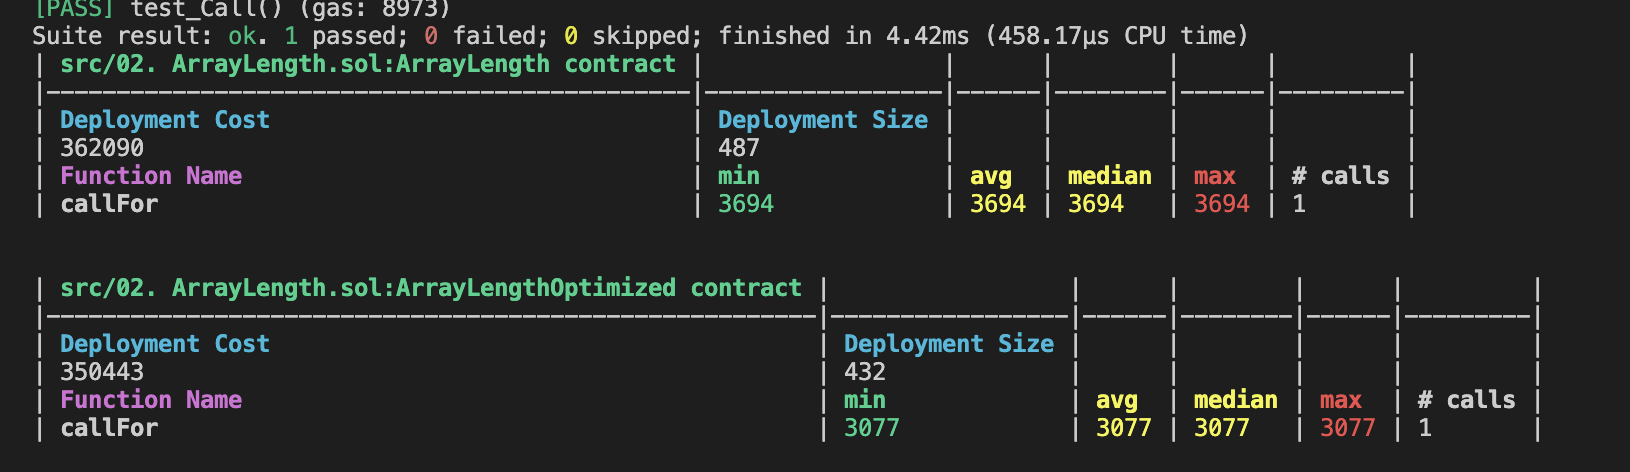 [PASS] test_Call() (gas: 8973)
Suite result: ok. 1 passed; 0 failed; 0 skipped; finished in 4.42ms (458.17µs CPU time)
| src/02. ArrayLength.sol:ArrayLength contract | | | | | |
|----------------------------------------------|-----------------|------|--------|------|---------|
| Deployment Cost | Deployment Size | | | | |
| 362090 | 487 | | | | |
| Function Name | min | avg | median | max | # calls |
| callFor | 3694 | 3694 | 3694 | 3694 | 1 |
| src/02. ArrayLength.sol:ArrayLengthOptimized contract | | | | | |
|-------------------------------------------------------|-----------------|------|--------|------|---------|
| Deployment Cost | Deployment Size | | | | |
| 350443 | 432 | | | | |
| Function Name | min | avg | median | max | # calls |
| callFor | 3077 | 3077 | 3077 | 3077 | 1 |